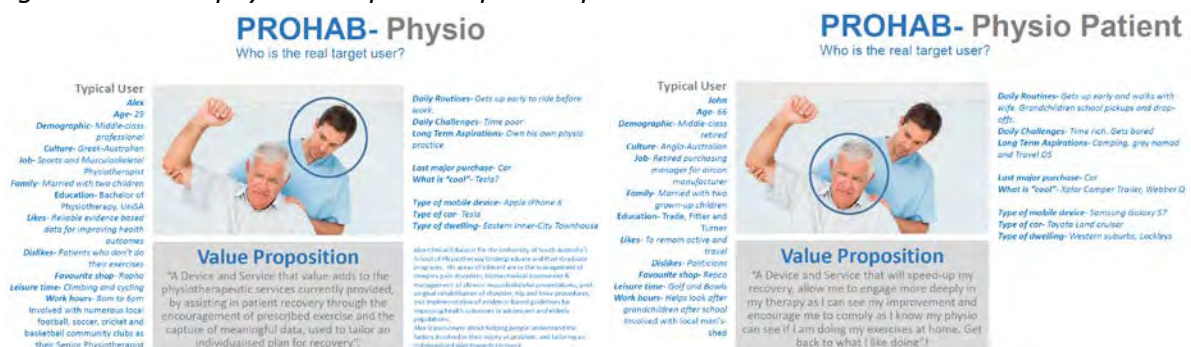 PROHAB- Physio
Who is the real target user?
Typical User
Alex
Age- 29
Demographic- Middle-class
professional
Culture- Greek-Australian
Job- Sports and Musculoskeletal
Physiotherapist
Family- Married with two children
Education- Bachelor of
Physiotherapy, UniSA
Likes- Reliable evidence based
data for improving health
outcomes
Dislikes- Patients who don't do
their exercises
Favourite shop- Rapha
Leisure time- Climbing and cycling
Work hours- 8am to 6pm
Involved with numerous local
football, soccer, cricket and
basketball community clubs as
their Senior Physiotherapist
Value Proposition
"A Device and Service that value-adds to the
physiotherapeutic services currently provided,
by assisting in patient recovery through the
encouragement of prescribed exercise and the
capture of meaningful data, used to tailor an
individualised plan for recovery".
Daily Routines- Gets up early to ride before
work.
Daily Challenges- Time poor
Long Term Aspirations- Own his own physio
practice
Last major purchase- Car
What is "cool"- Tesla?
Type of mobile device- Apple iPhone X
Type of car- Tesla
Type of dwelling- Eastern Inner-City Townhouse
PROHAB- Physio Patient
Who is the real target user?
Typical User
John
Age- 66
Demographic- Middle-class
retired
Culture- Anglo-Australian
Job- Retired purchasing
manager for aircon
manufacturer
Family- Married with two
grown-up children
Education- Trade, Fitter and
Turner
Likes- To remain active and
travel
Dislikes- Politicians
Favourite shop- Repco
Leisure time- Golf and Bowls
Work hours- Helps look after
grandchildren after school
Involved with local men's-
shed
Value Proposition
"A Device and Service that will speed-up my
recovery, allow me to engage more deeply in
my therapy as I can see my improvement and
encourage me to comply as I know my physio
can see if I am doing my exercises at home. Get
back to what I like doing"!
Daily Routines- Gets up early and walks with
wife. Grandchildren school pickups and drop-
offs.
Daily Challenges- Time rich. Gets bored
Long Term Aspirations- Camping, grey nomad
and Travel OS
Last major purchase- Car
What is "cool"- Xplor Camper Trailer, Webber Q
Type of mobile device- Samsung Galaxy S7
Type of car- Toyota Land cruiser
Type of dwelling- Western suburbs, Lockleys